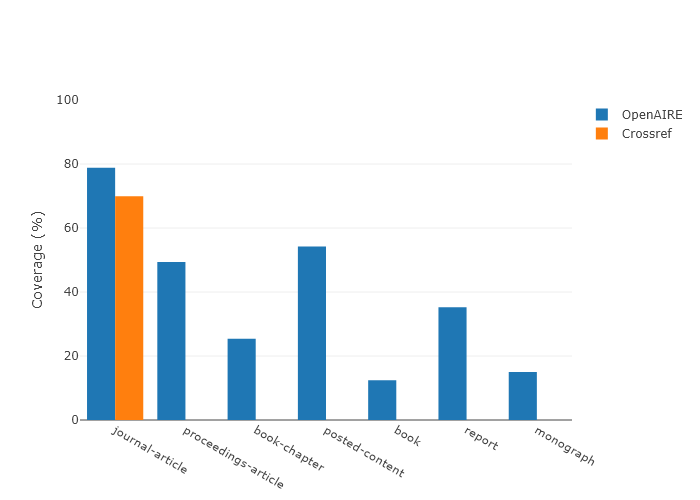 100
80
60
40
20
0
Coverage (%)
journal-article
proceedings-article
book-chapter
posted-content
book
report
monograph
OpenAIRE
Crossref